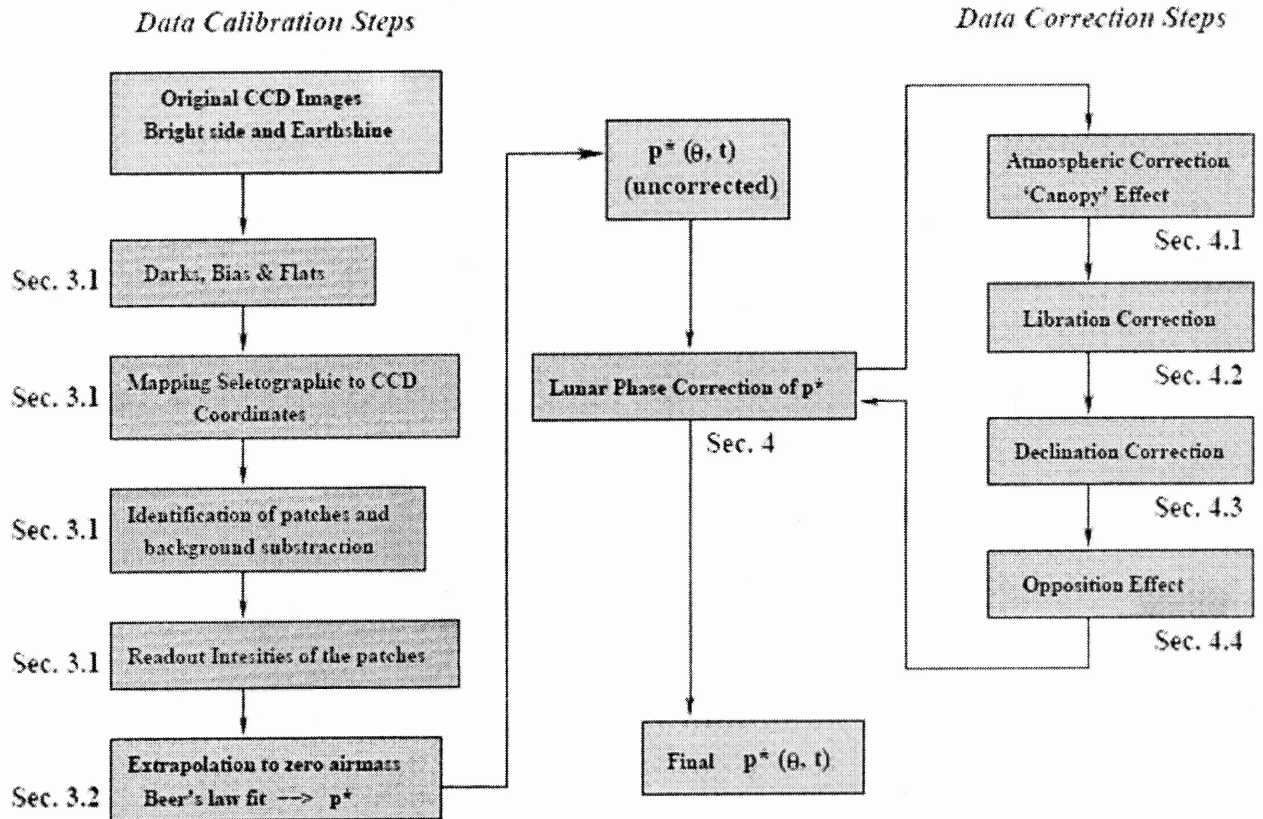 Data Calibration Steps
Original CCD Images
Bright side and Earthshine
Sec. 3.1
Darks, Bias & Flats
Sec. 3.1
Mapping Seletographic to CCD
Coordinates
Sec. 3.1
Identification of patches and
background substraction
Sec. 3.1
Readout Intesities of the patches
Sec. 3.2
Extrapolation to zero airmass
Beer's law fit --> p*
p* (θ, t)
(uncorrected)
Lunar Phase Correction of p*
Sec. 4
Final p* (θ, t)
Data Correction Steps
Atmospheric Correction
'Canopy' Effect
Sec. 4.1
Libration Correction
Sec. 4.2
Declination Correction
Sec. 4.3
Opposition Effect
Sec. 4.4